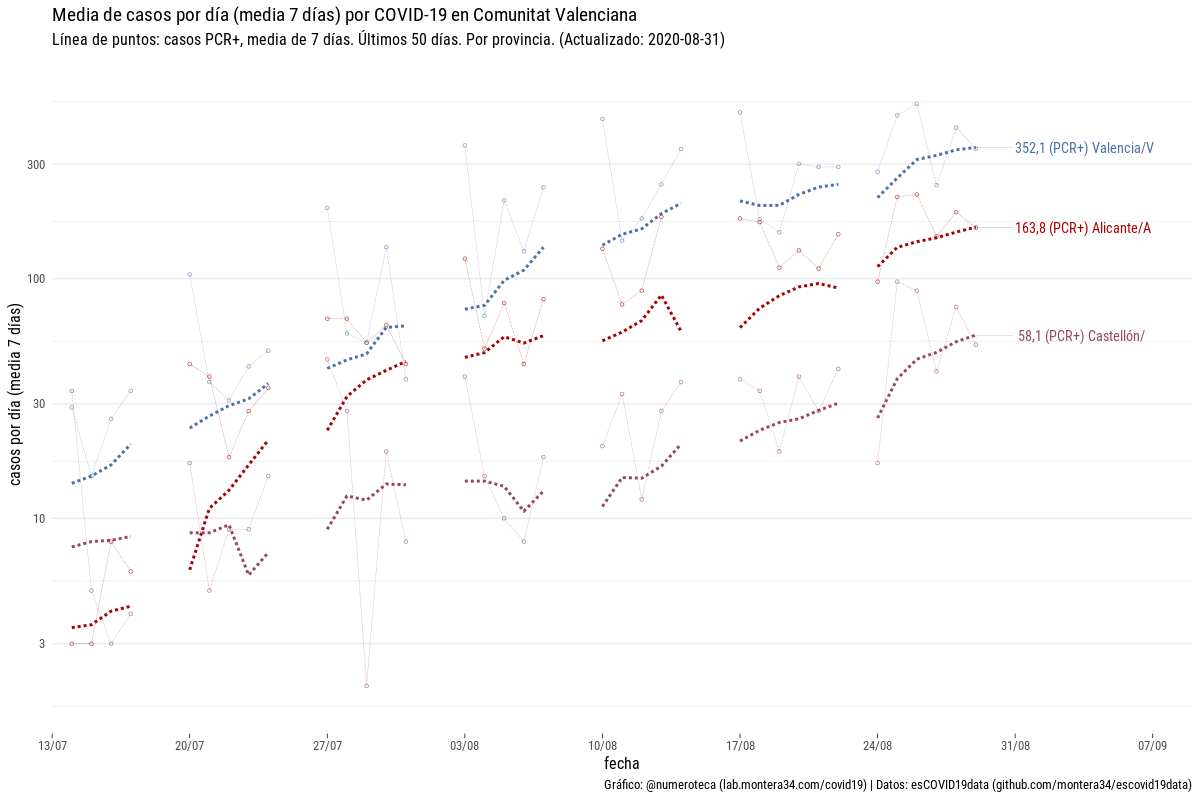 Media de casos por día (media 7 días) por COVID-19 en Comunitat Valenciana
Línea de puntos: casos PCR+, media de 7 días. Últimos 50 días. Por provincia. (Actualizado: 2020-08-31)
casos por día (media 7 días)
300
100
30
10
3
352,1 (PCR+) Valencia/V
163,8 (PCR+) Alicante/A
58,1 (PCR+) Castellón/
13/07 20/07 27/07 03/08 10/08 17/08 24/08 31/08 07/09
fecha
Gráfico: @numeroteca (lab.montera34.com/covid19) | Datos: esCOVID19data (github.com/montera34/escovid19data)